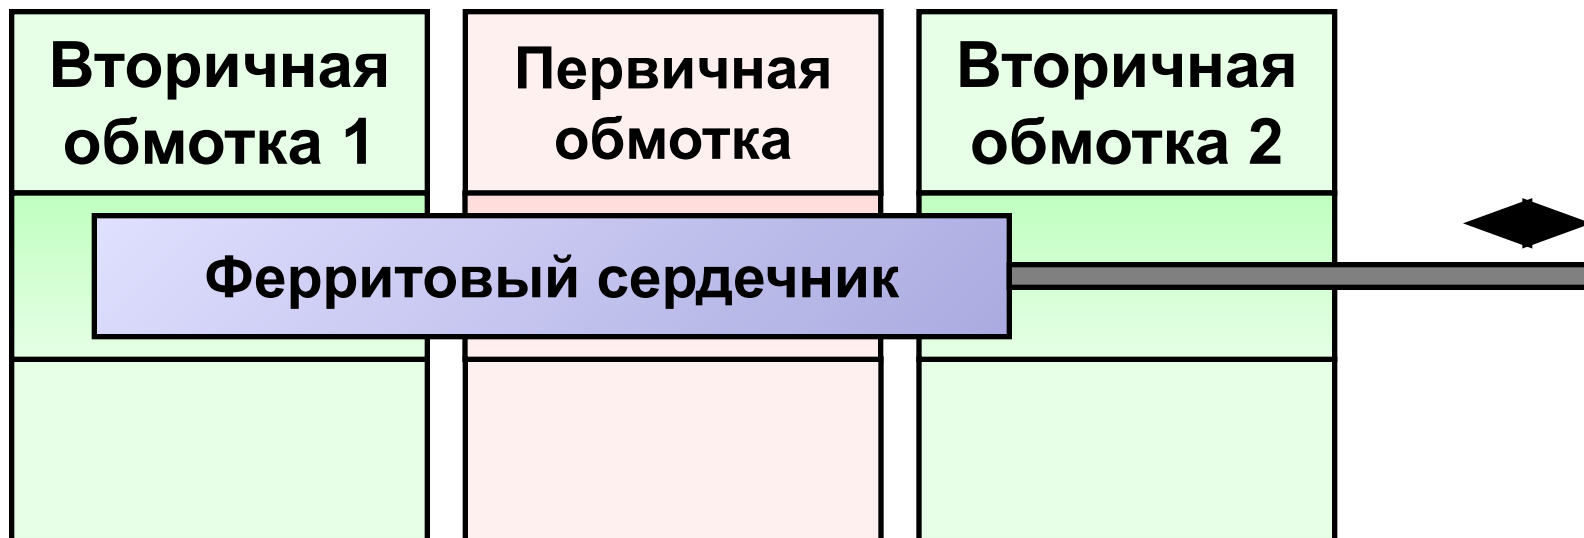 Вторичная
обмотка 1
Первичная
обмотка
Вторичная
обмотка 2
Ферритовый сердечник